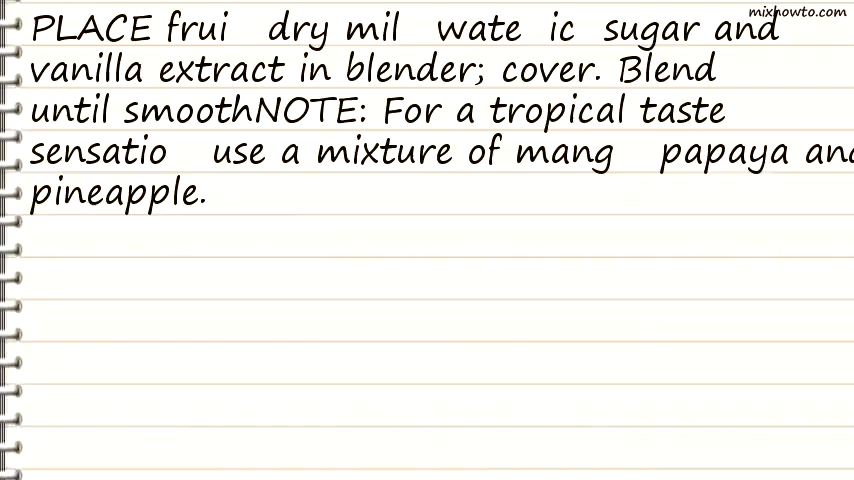 mixhowto.com
PLACE frui dry mil wate ic sugar and
vanilla extract in blender; cover. Blend
until smoothNOTE: For a tropical taste
sensatio use a mixture of mang papaya and
pineapple.